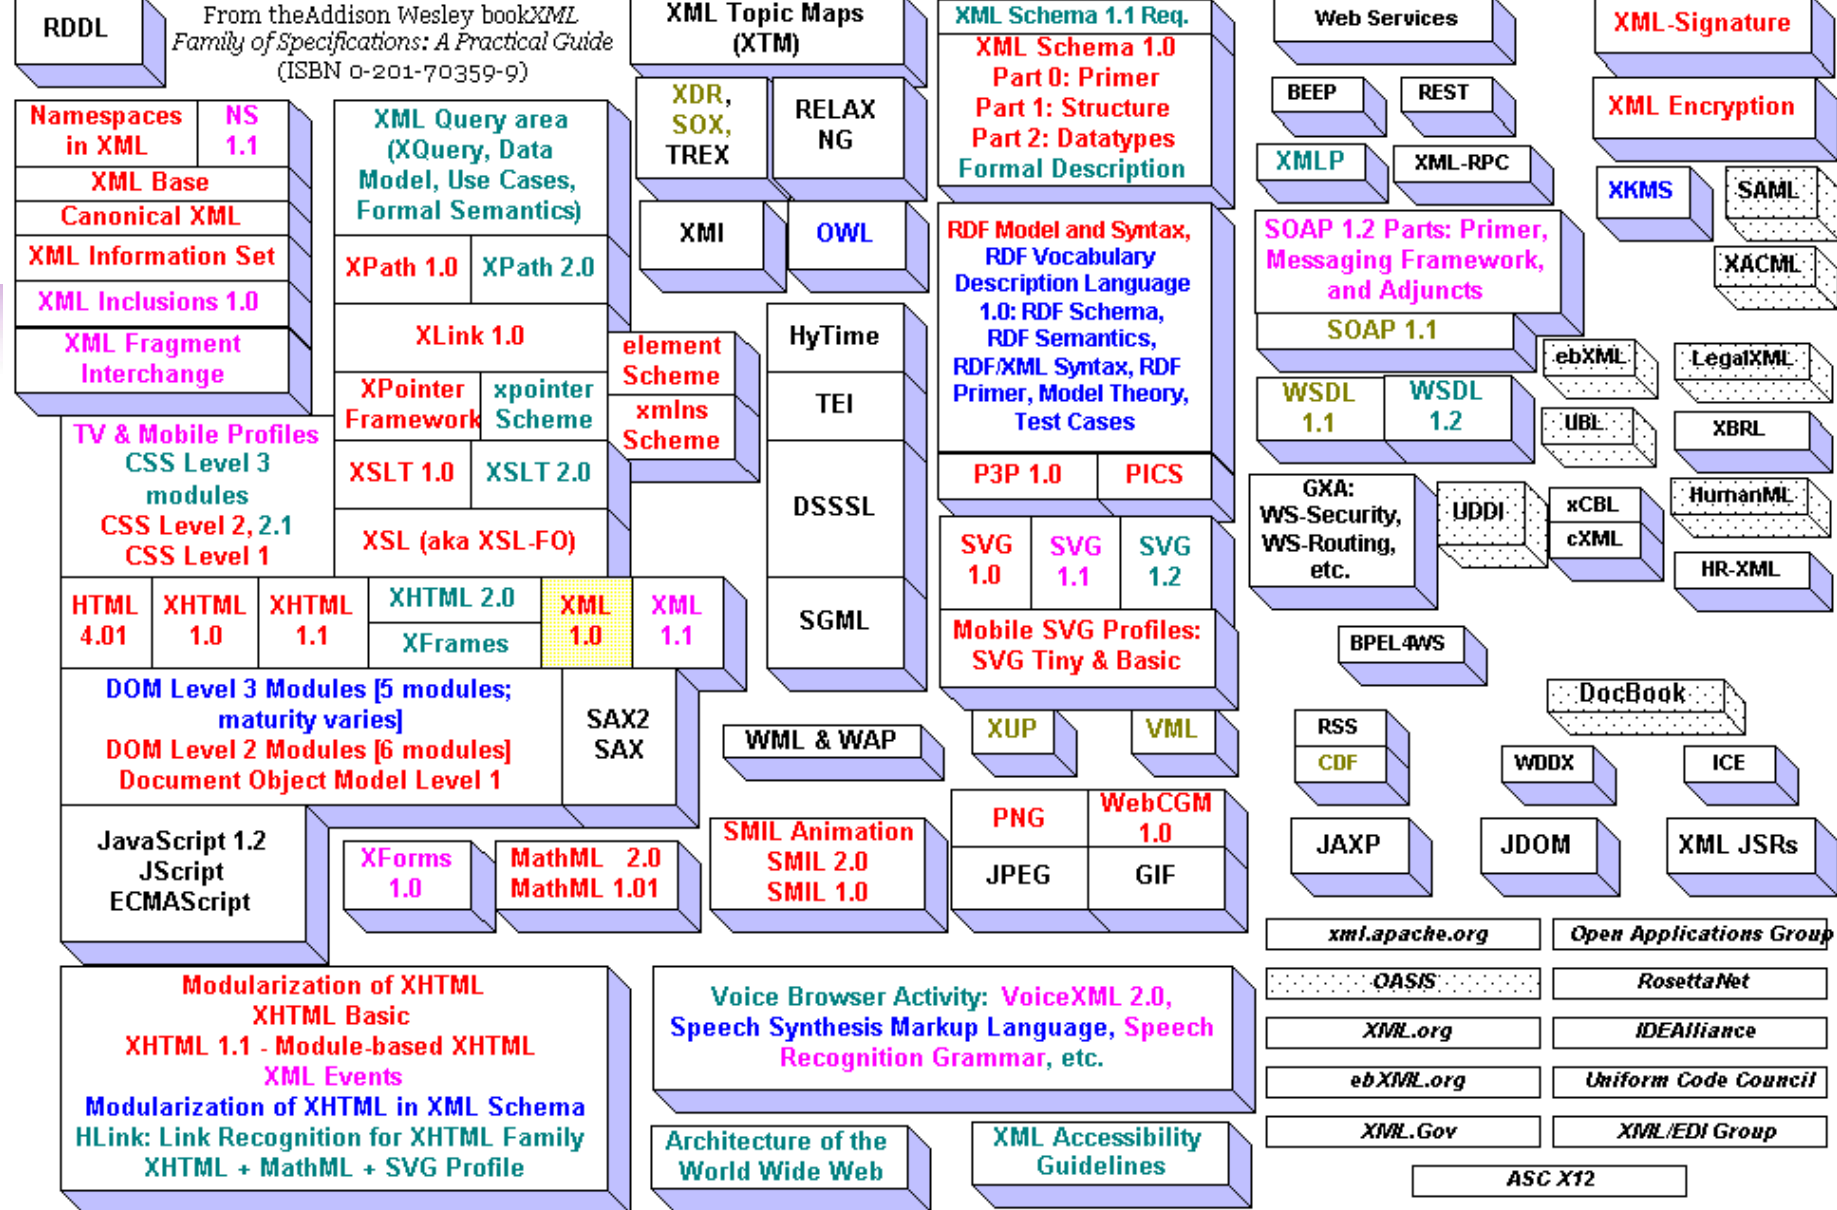 RDDL
From theAddison Wesley bookXML
Family of Specifications: A Practical Guide
(ISBN 0-201-70359-9)
XML Topic Maps
(XTM)
XML Schema 1.1 Req.
XML Schema 1.0
Part 0: Primer
Part 1: Structure
Part 2: Datatypes
Formal Description
Web Services
XML-Signature
Namespaces
in XML
NS
1.1
XML Base
Canonical XML
XML Information Set
XML Inclusions 1.0
XML Fragment
Interchange
XML Query area
(XQuery, Data
Model, Use Cases,
Formal Semantics)
XPath 1.0
XPath 2.0
XLink 1.0
XPointer
Framework
xpointer
Scheme
element
Scheme
xmlns
Scheme
XSLT 1.0
XSLT 2.0
XSL (aka XSL-FO)
XDR,
SOX,
TREX
RELAX
NG
XMI
OWL
HyTime
TEI
DSSSL
SGML
RDF Model and Syntax,
RDF Vocabulary
Description Language
1.0: RDF Schema,
RDF Semantics,
RDF/XML Syntax, RDF
Primer, Model Theory,
Test Cases
P3P 1.0
PICS
SVG
1.0
SVG
1.1
SVG
1.2
Mobile SVG Profiles:
SVG Tiny & Basic
BEEP
REST
XML Encryption
XMLP
XML-RPC
XKMS
SAML
XACML
SOAP 1.2 Parts: Primer,
Messaging Framework,
and Adjuncts
SOAP 1.1
WSDL
1.1
WSDL
1.2
ebXML
LegalXML
UBL
XBRL
GXA:
WS-Security,
WS-Routing,
etc.
UDDI
xCBL
cXML
HumanML
HR-XML
BPEL4WS
DocBook
TV & Mobile Profiles
CSS Level 3
modules
CSS Level 2, 2.1
CSS Level 1
HTML
4.01
XHTML
1.0
XHTML
1.1
XHTML 2.0
XFrames
XML
1.0
XML
1.1
DOM Level 3 Modules [5 modules;
maturity varies]
DOM Level 2 Modules [6 modules]
Document Object Model Level 1
SAX2
SAX
JavaScript 1.2
JScript
ECMAScript
XForms
1.0
MathML 2.0
MathML 1.01
WML & WAP
XUP
VML
SMIL Animation
SMIL 2.0
SMIL 1.0
PNG
WebCGM
1.0
JPEG
GIF
RSS
CDF
WDDX
ICE
JAXP
JDOM
XML JSRs
Modularization of XHTML
XHTML Basic
XHTML 1.1 - Module-based XHTML
XML Events
Modularization of XHTML in XML Schema
HLink: Link Recognition for XHTML Family
XHTML + MathML + SVG Profile
Voice Browser Activity: VoiceXML 2.0,
Speech Synthesis Markup Language, Speech
Recognition Grammar, etc.
Architecture of the
World Wide Web
XML Accessibility
Guidelines
xml.apache.org
Open Applications Group
OASIS
RosettaNet
XML.org
IDEAlliance
ebXML.org
Uniform Code Council
XML.Gov
XML/EDI Group
ASC X12